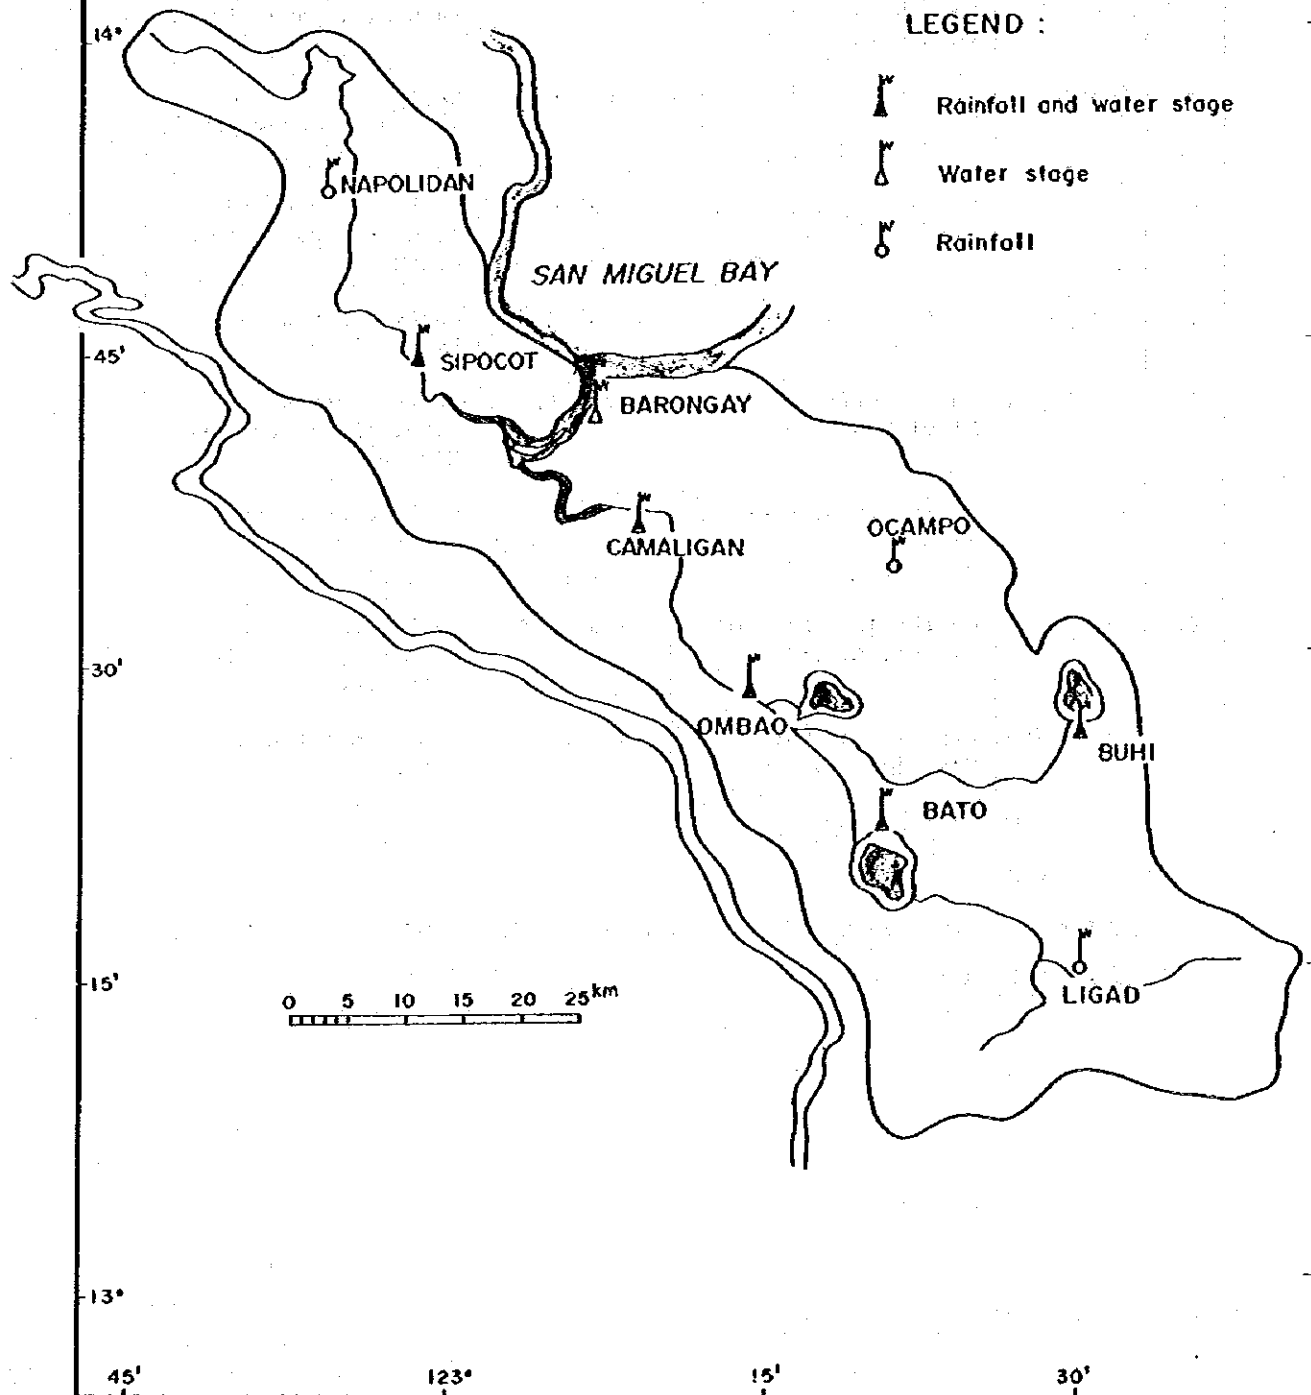 14°
LEGEND :
Rainfall and water stage
Water stage
Rainfall
NAPOLIDAN
SAN MIGUEL BAY
45'
SIPOCOT
BARONGAY
OCAMPO
CAMALIGAN
30'
OMBAO
BUHI
BATO
15'
LIGAD
0 5 10 15 20 25 km
13°
45' 123° 15' 30'